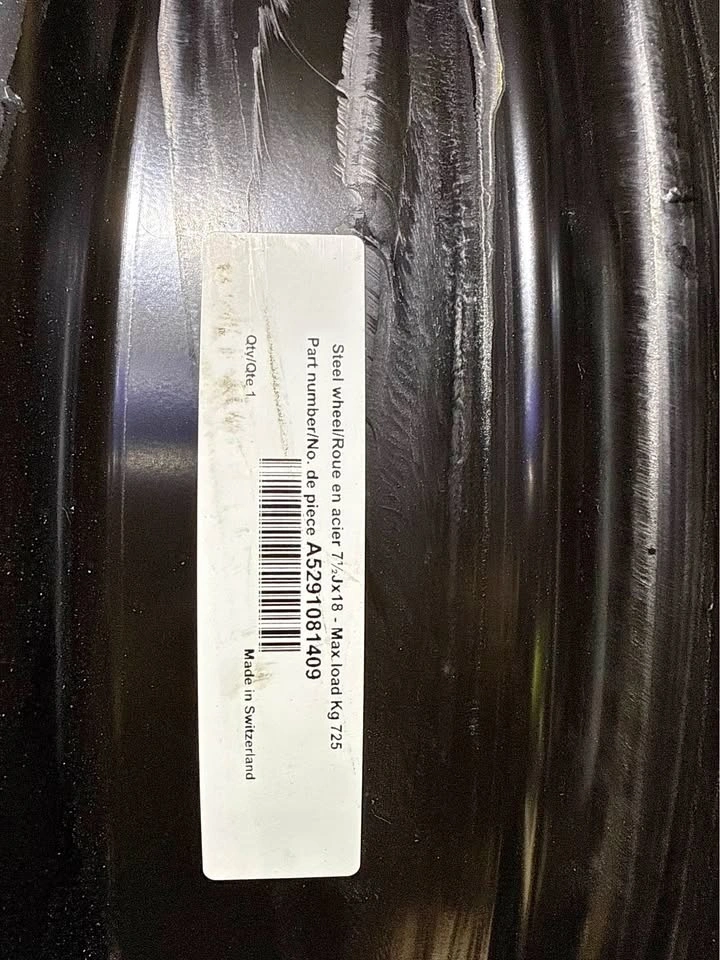 Steel wheel/Roue en acier 7½Jx18 - Max load Kg 725
Part number/No. de piece A5291081409
Qty/Qte 1
Made in Switzerland